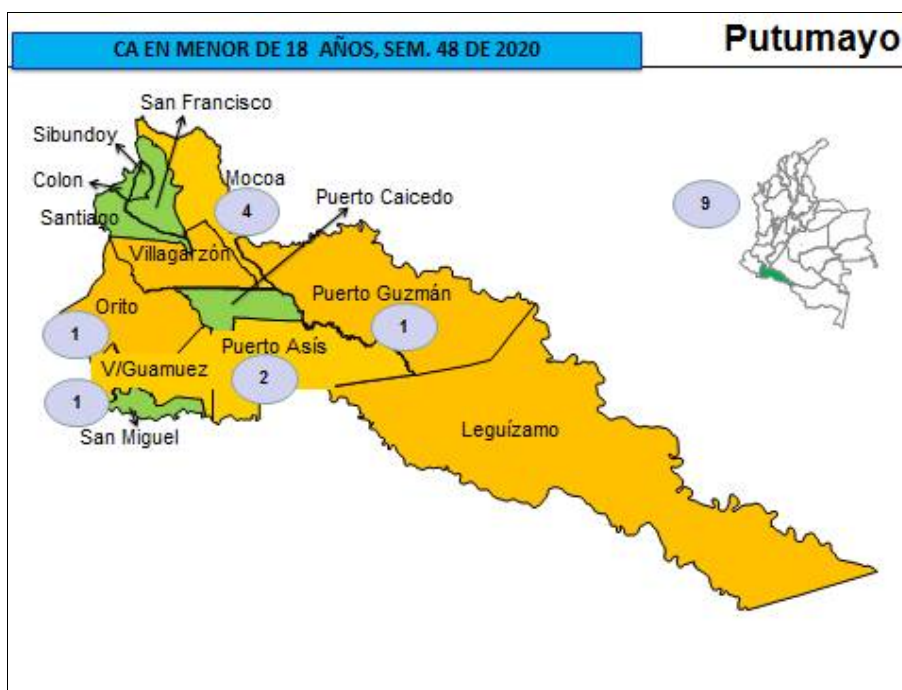 CA EN MENOR DE 18 AÑOS, SEM. 48 DE 2020
Putumayo
San Francisco
Sibundoy
Colon
Mocoa
Puerto Caicedo
9
4
Santiago
Villagarzón
Puerto Guzmán
Orito
1
1
Puerto Asís
V/Guamuez
2
1
Leguízamo
San Miguel